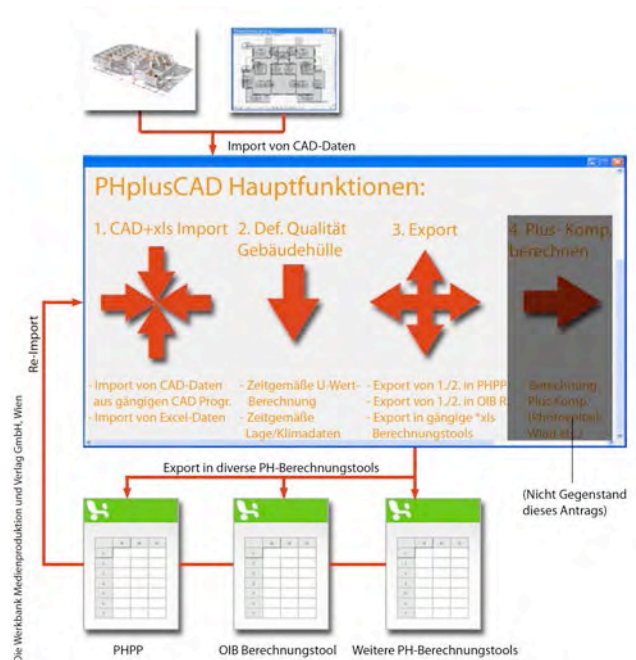 Import von CAD-Daten
PHplusCAD Hauptfunktionen:
1. CAD+xls Import
2. Def. Qualität
Gebäudehülle
3. Export
4. Plus- Komp.
berechnen
- Import von CAD-Daten
aus gängigen CAD Progr.
- Import von Excel-Daten
- Zeitgemäße U-Wert-
Berechnung
- Zeitgemäße
Lage/Klimadaten
- Export von 1./2. in PHPP
- Export von 1./2. in OIB R
- Export in gängige *xls
Berechnungstools
Berechnung
Plus Komp
(Photovoltaik,
Wind etc.)
(Nicht Gegenstand
dieses Antrags)
Re-Import
Export in diverse PH-Berechnungstools
PHPP
OIB Berechnungstool
Weitere PH-Berechnungstools
Die Werkbank Medienproduktion und Verlag GmbH, Wien